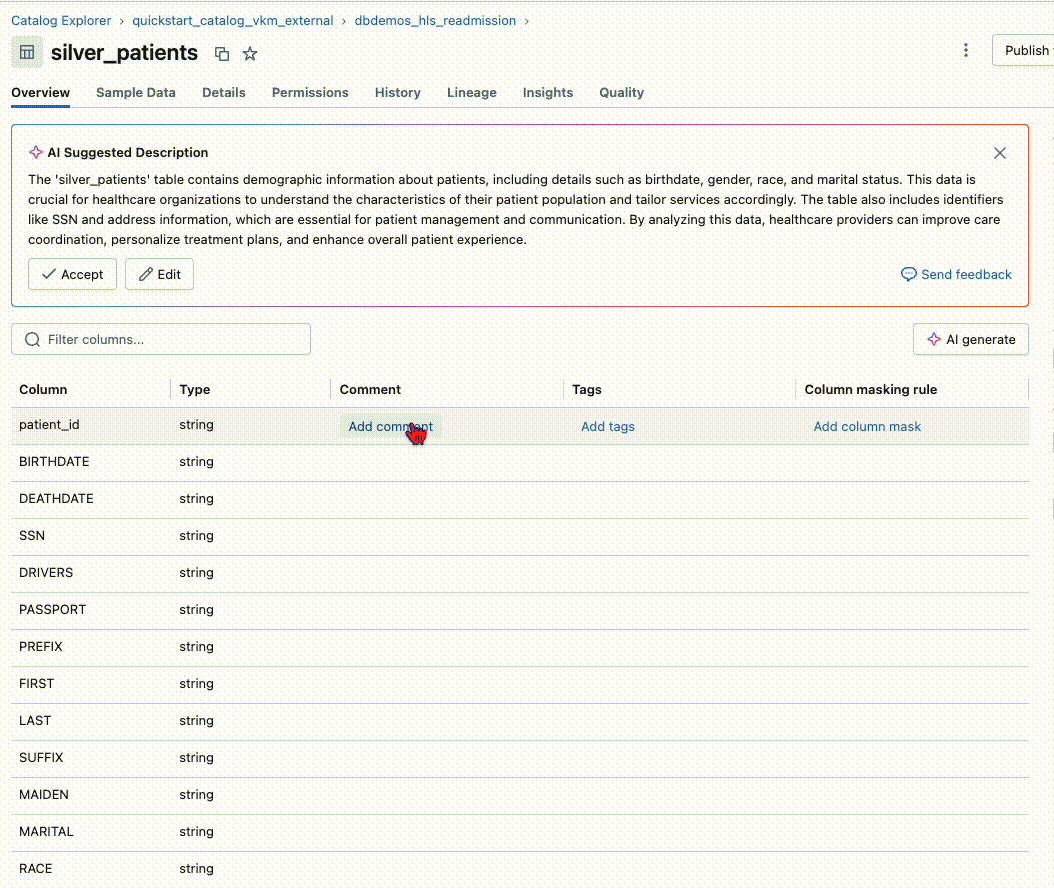 Catalog Explorer › quickstart_catalog_vkm_external › dbdemos_hls_readmission ›
silver_patients
Publish
Overview Sample Data Details Permissions History Lineage Insights Quality
AI Suggested Description
The 'silver_patients' table contains demographic information about patients, including details such as birthdate, gender, race, and marital status. This data is
crucial for healthcare organizations to understand the characteristics of their patient population and tailor services accordingly. The table also includes identifiers
like SSN and address information, which are essential for patient management and communication. By analyzing this data, healthcare providers can improve care
coordination, personalize treatment plans, and enhance overall patient experience.
Accept Edit Send feedback
Filter columns... AI generate
Column Type Comment Tags Column masking rule
patient_id string Add comment Add tags Add column mask
BIRTHDATE string
DEATHDATE string
SSN string
DRIVERS string
PASSPORT string
PREFIX string
FIRST string
LAST string
SUFFIX string
MAIDEN string
MARITAL string
RACE string